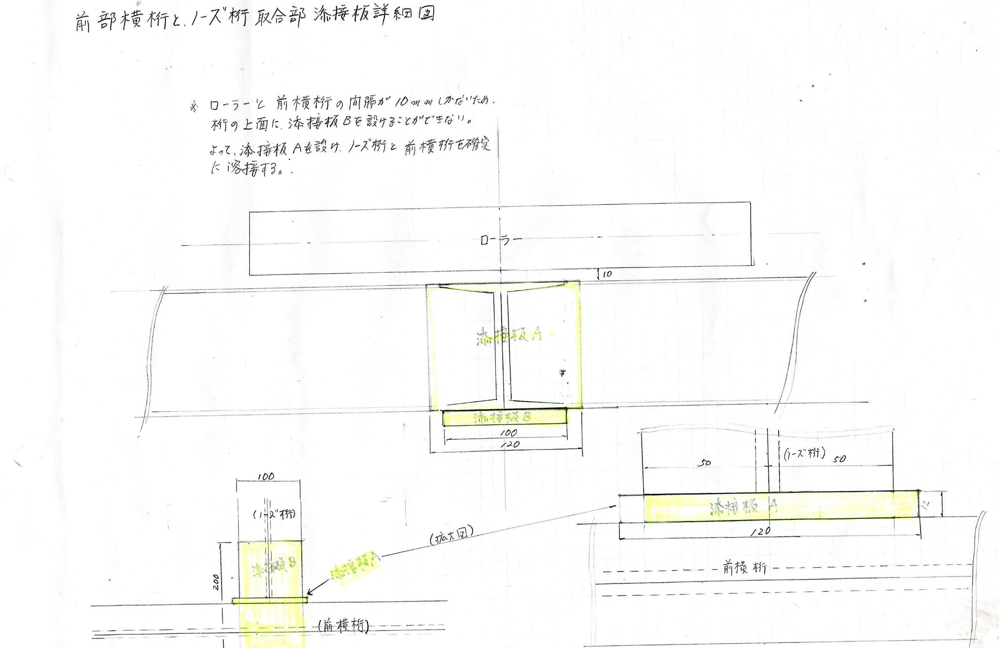 前部横桁と、ノーズ桁取合部 添接板詳細図
※ ローラーと 前横桁の間隔が10mmしかないため、
桁の上面に、添接板Bを設けることができない。
よって、添接板Aを設け、ノーズ桁と 前横桁を確実
に溶接する。
ローラー
10
添接板A
添接板B
100
120
(ノーズ桁)
50
50
100
(ノーズ桁)
添接板A
12
120
(拡大図)
添接板A
添接板B
200
前横桁
(前横桁)